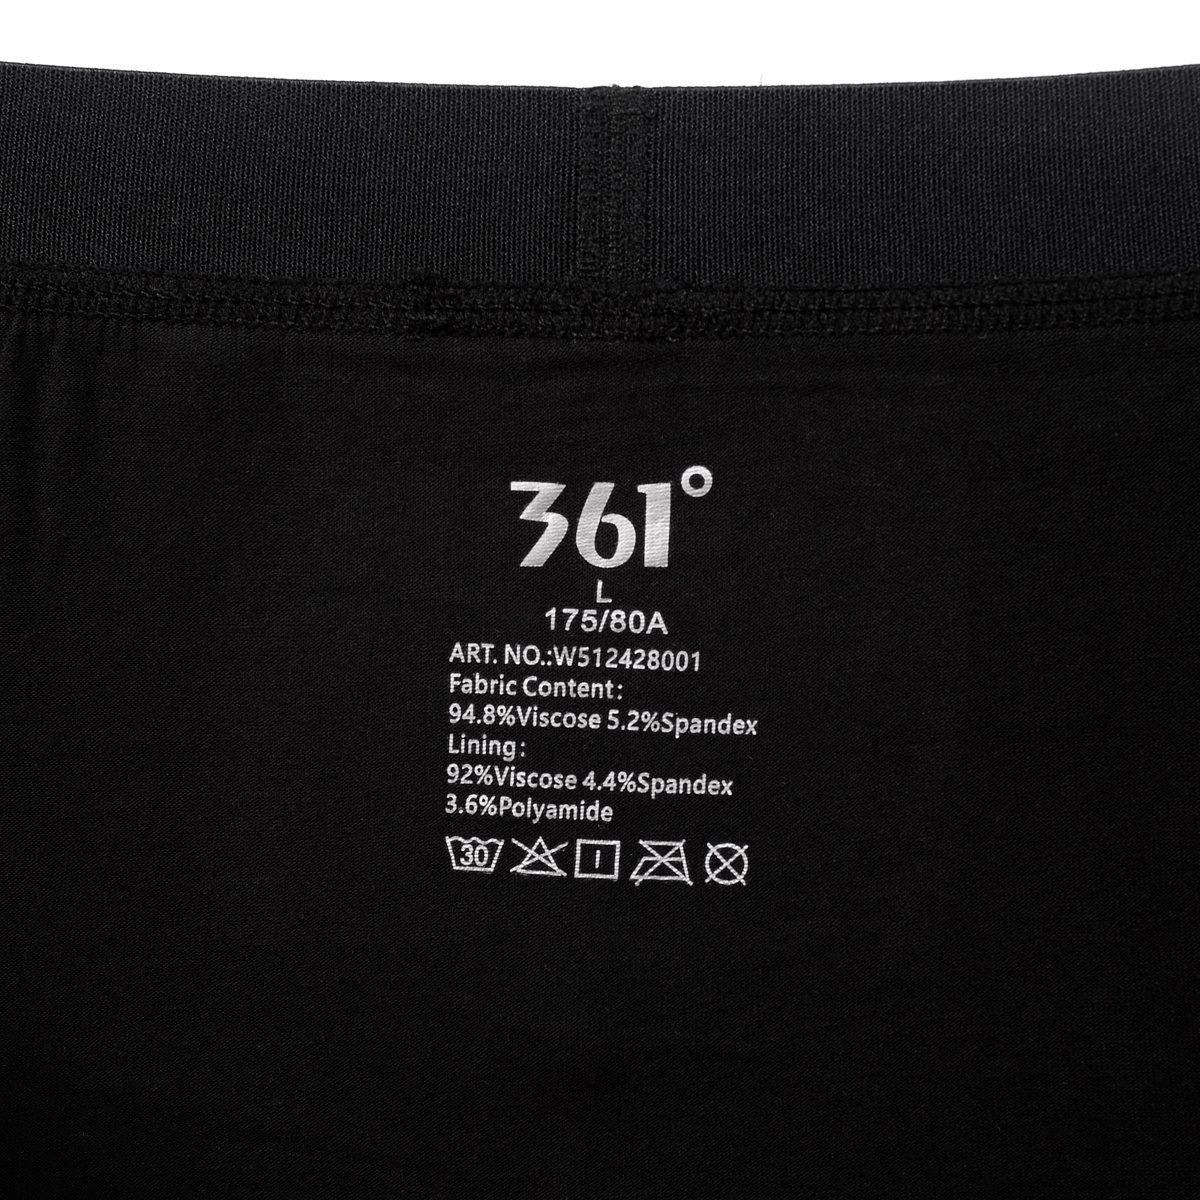 361°
L
175/80A
ART. NO.:W512428001
Fabric Content:
94.8%Viscose 5.2%Spandex
Lining:
92%Viscose 4.4%Spandex
3.6%Polyamide
30